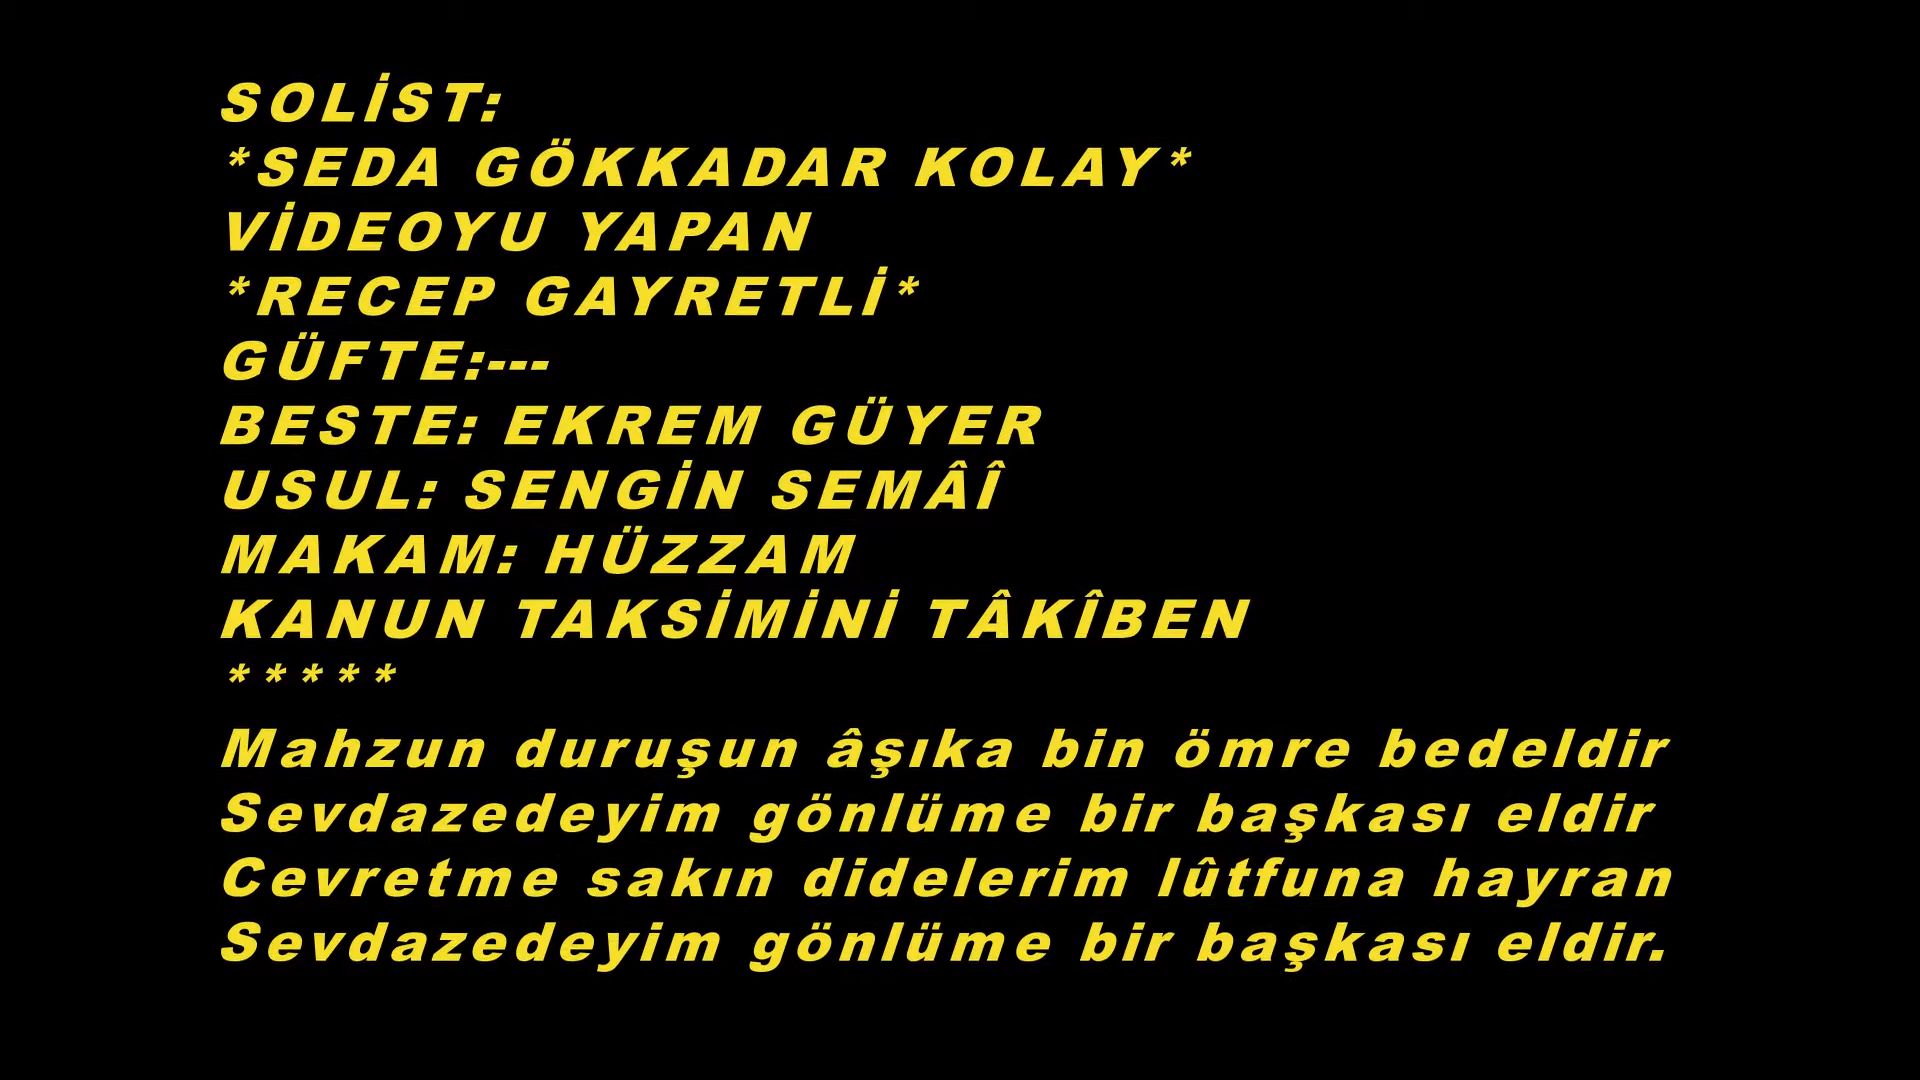 SOLİST:
*SEDA GÖKKADAR KOLAY*
VİDEOYU YAPAN
*RECEP GAYRETLİ*
GÜFTE:---
BESTE: EKREM GÜYER
USUL: SENGİN SEMÂÎ
MAKAM: HÜZZAM
KANUN TAKSİMİNİ TÂKÎBEN
*****
Mahzun duruşun âşıka bin ömre bedeldir
Sevdazedeyim gönlüme bir başkası eldir
Cevretme sakın didelerim lûtfuna hayran
Sevdazedeyim gönlüme bir başkası eldir.